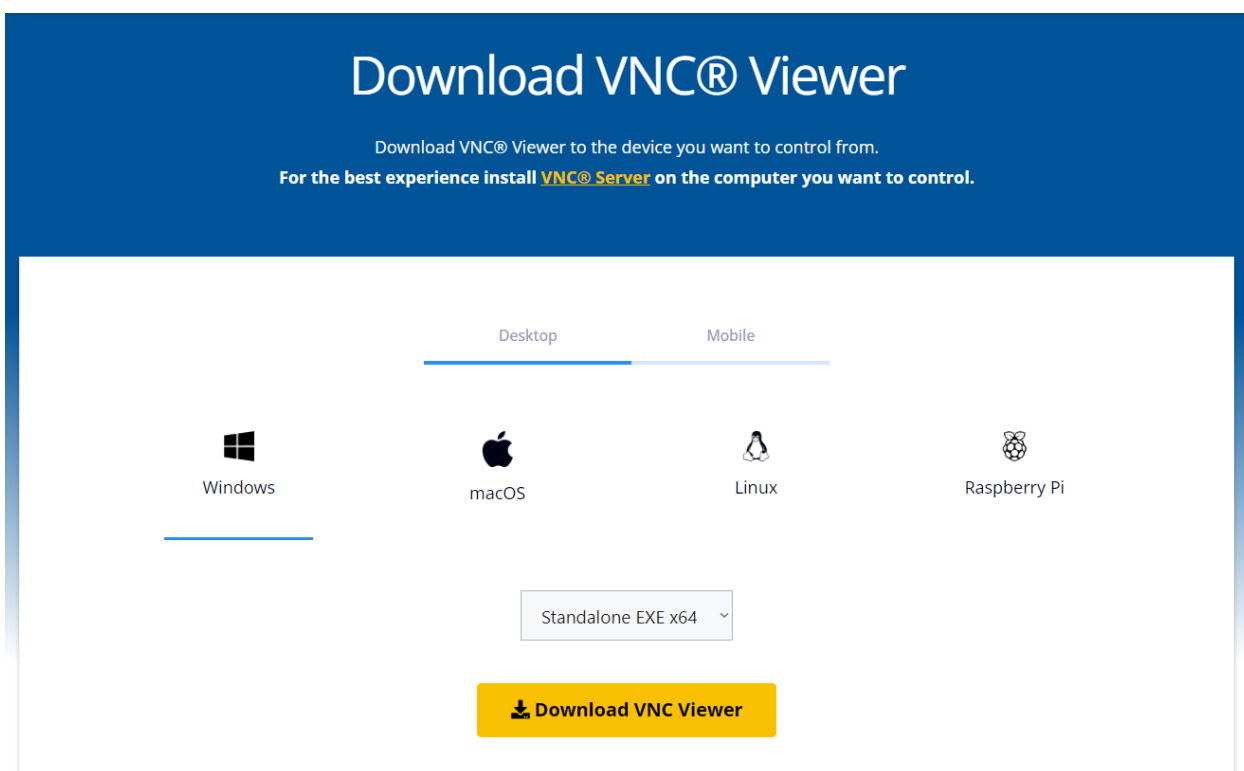 Download VNC® Viewer
Download VNC® Viewer to the device you want to control from.
For the best experience install VNC® Server on the computer you want to control.
Desktop Mobile
Windows macOS Linux Raspberry Pi
Standalone EXE x64
Download VNC Viewer